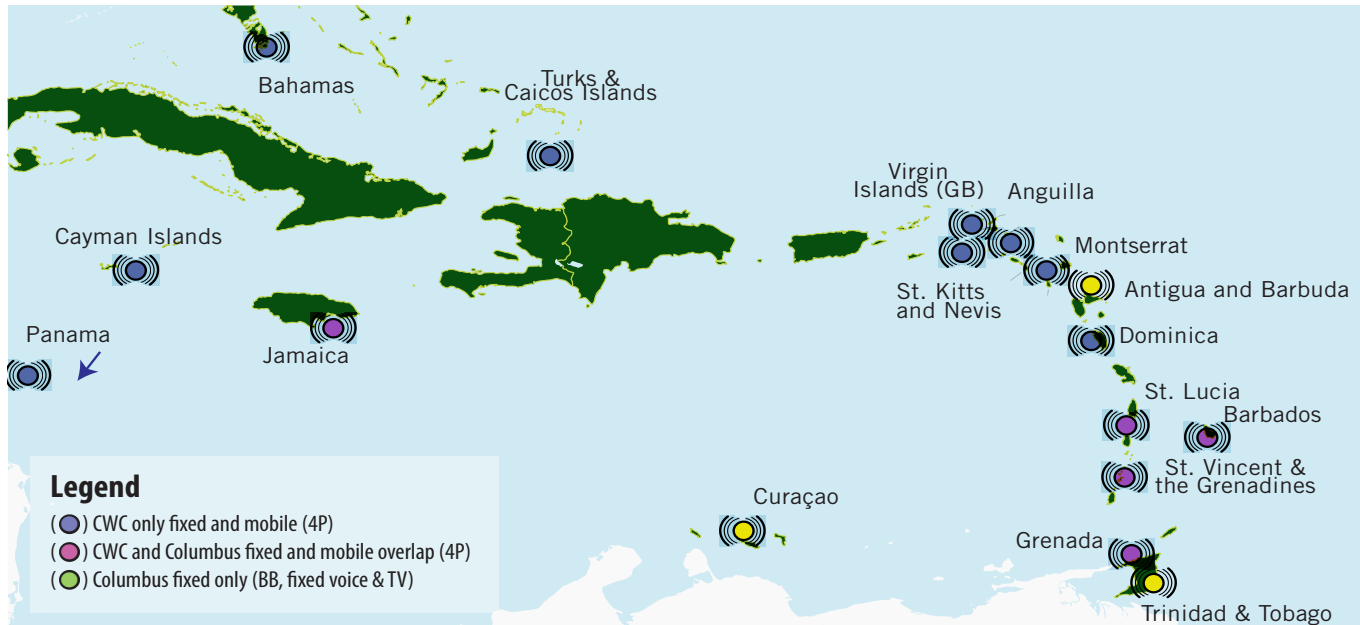 Bahamas
Turks &
Caicos Islands
Virgin
Islands (GB)
Anguilla
Cayman Islands
Montserrat
St. Kitts
and Nevis
Antigua and Barbuda
Panama
Jamaica
Dominica
St. Lucia
Barbados
St. Vincent &
the Grenadines
Curaçao
Grenada
Trinidad & Tobago
Legend
( ) CWC only fixed and mobile (4P)
( ) CWC and Columbus fixed and mobile overlap (4P)
( ) Columbus fixed only (BB, fixed voice & TV)